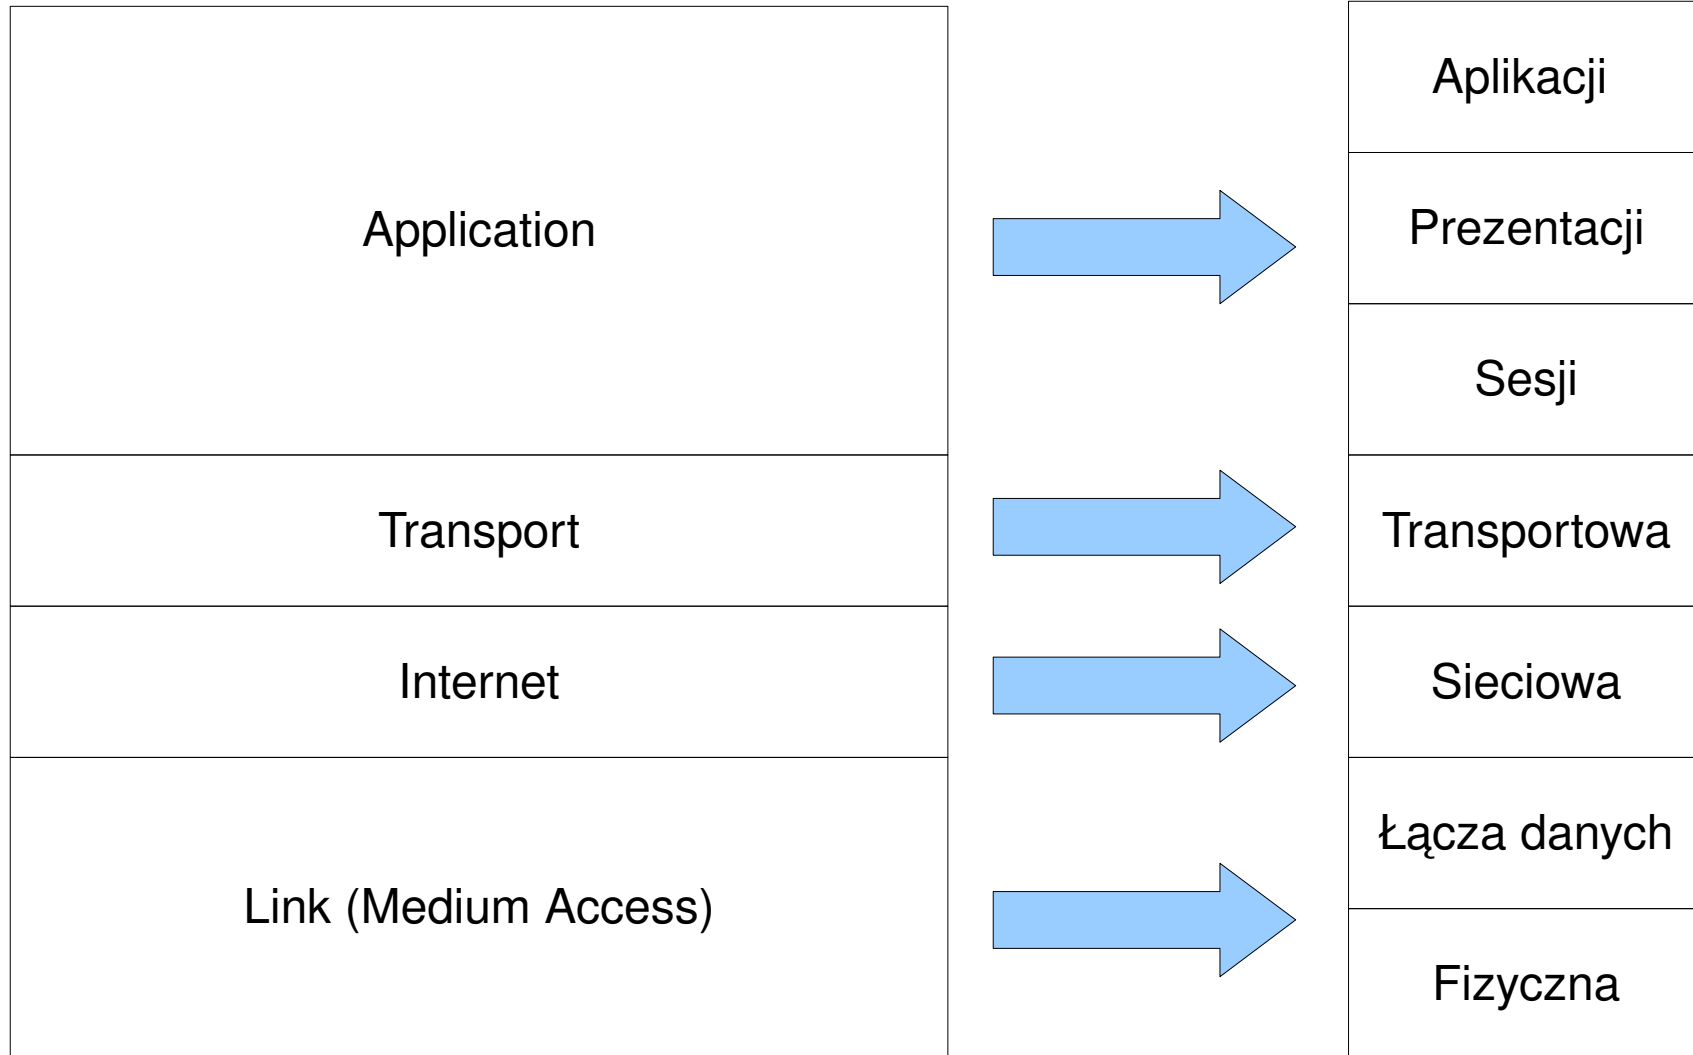 Application
Transport
Internet
Link (Medium Access)
Aplikacji
Prezentacji
Sesji
Transportowa
Sieciowa
Łącza danych
Fizyczna